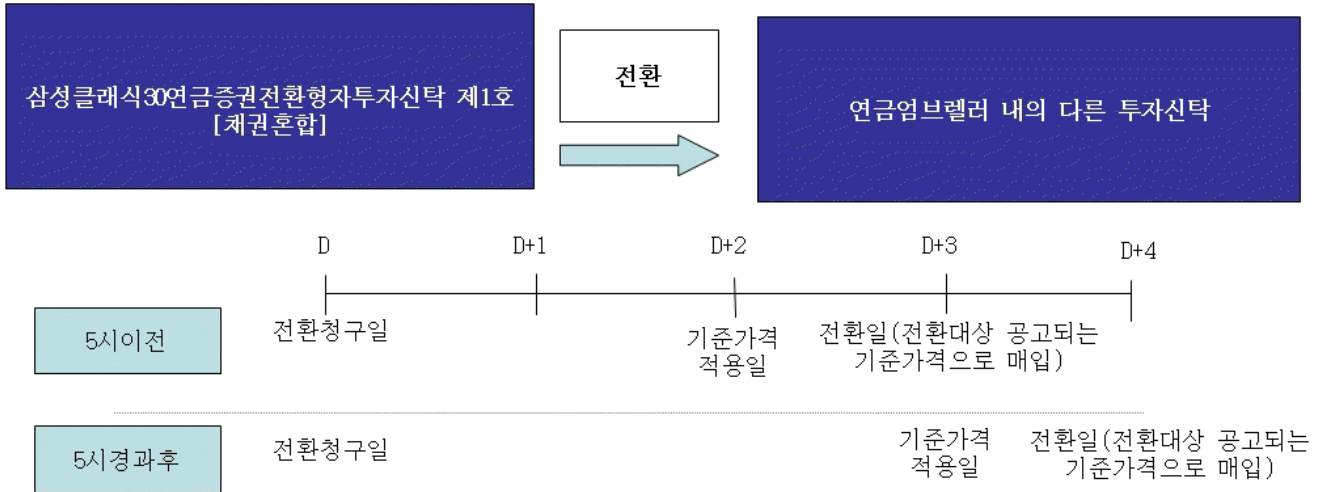 삼성클래식30연금증권전환형자투자신탁 제1호
[채권혼합]
전환
연금엄브렐러 내의 다른 투자신탁
D D+1 D+2 D+3 D+4
5시이전
전환청구일
기준가격
적용일
전환일(전환대상 공고되는
기준가격으로 매입)
5시경과후
전환청구일
기준가격
적용일
전환일(전환대상 공고되는
기준가격으로 매입)